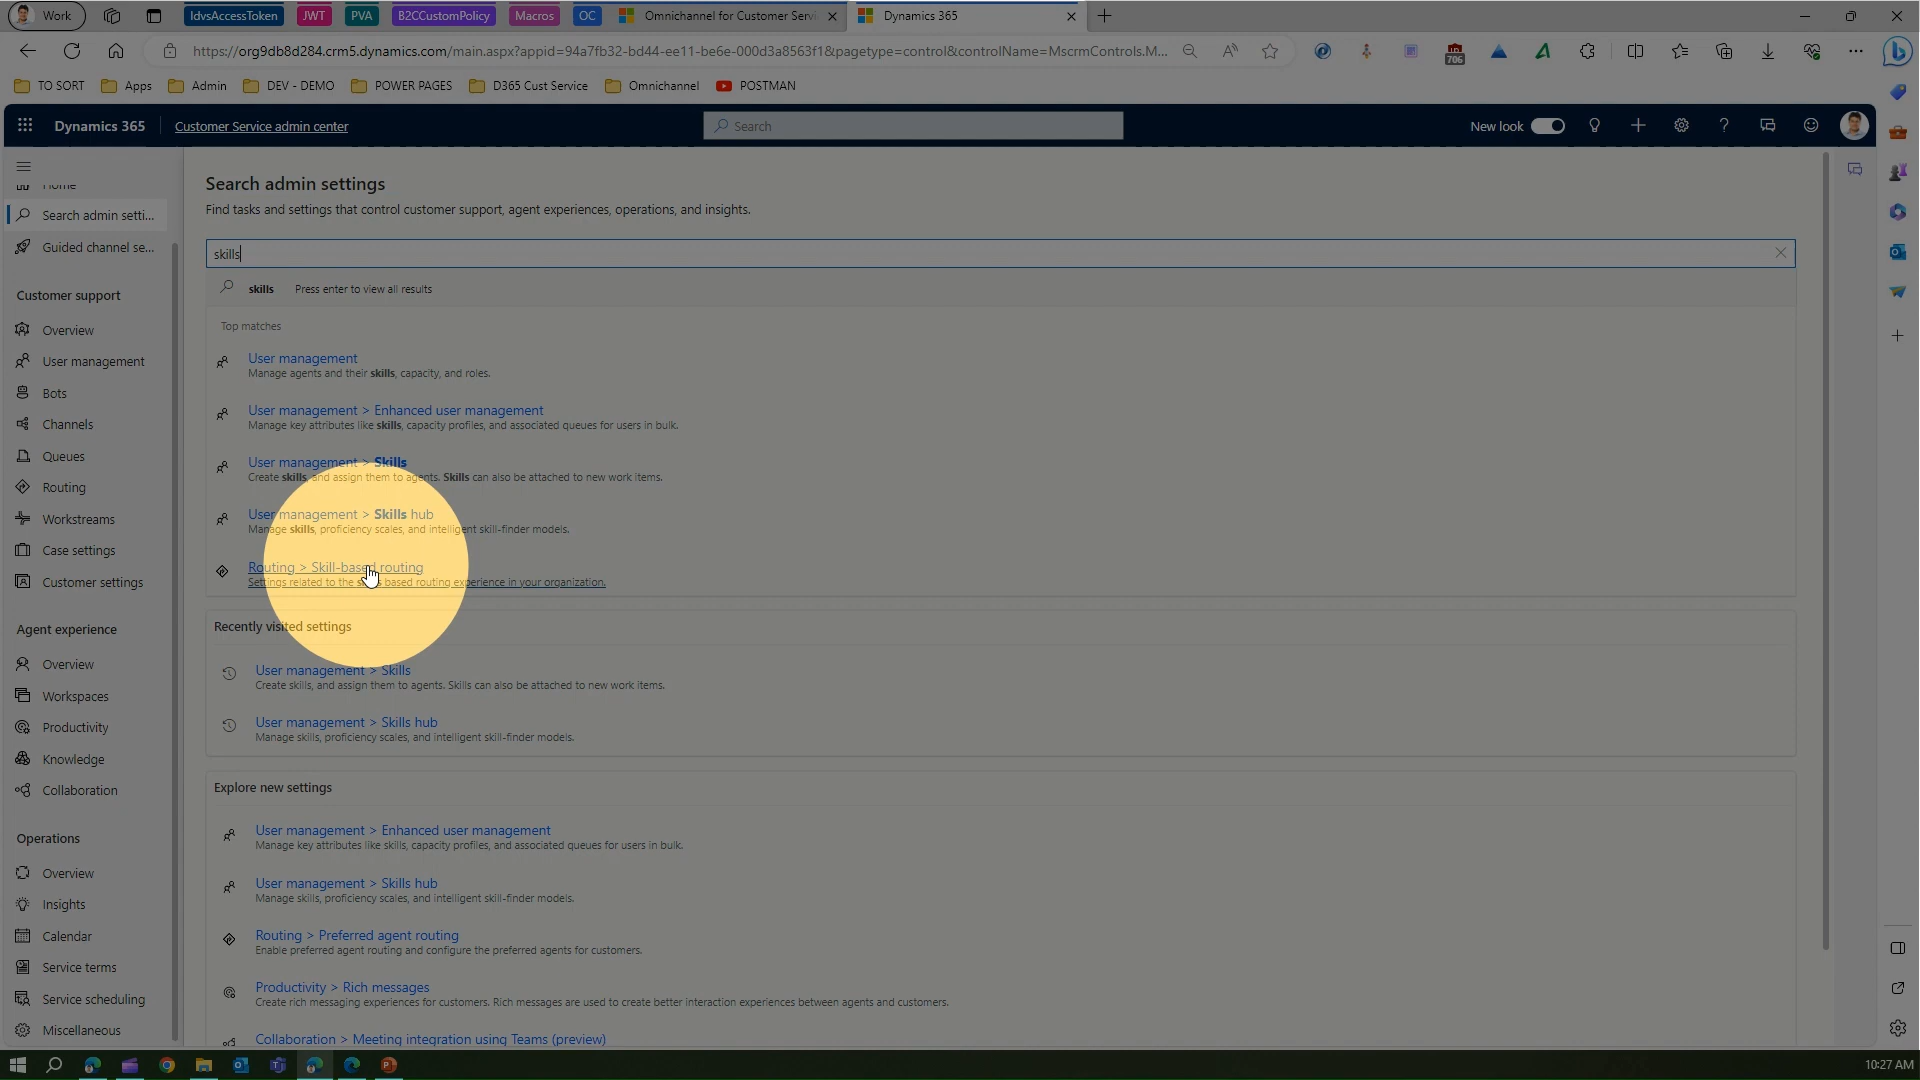 Work
IdvsAccessToken
JWT
PVA
B2CCustomPolicy
Macros
OC
Omnichannel for Customer Servi
Dynamics 365
https://org9db8d284.crm5.dynamics.com/main.aspx?appid=94a7fb32-bd44-ee11-be6e-000d3a8563f1&pagetype=control&controlName=MscrmControls.M...
706
TO SORT
Apps
Admin
DEV - DEMO
POWER PAGES
D365 Cust Service
Omnichannel
POSTMAN
Dynamics 365
Customer Service admin center
Search
New look
Home
Search admin setti...
Guided channel se...
Customer support
Overview
User management
Bots
Channels
Queues
Routing
Workstreams
Case settings
Customer settings
Agent experience
Overview
Workspaces
Productivity
Knowledge
Collaboration
Operations
Overview
Insights
Calendar
Service terms
Service scheduling
Miscellaneous
Search admin settings
Find tasks and settings that control customer support, agent experiences, operations, and insights.
skills
skills Press enter to view all results
Top matches
User management
Manage agents and their skills, capacity, and roles.
User management > Enhanced user management
Manage key attributes like skills, capacity profiles, and associated queues for users in bulk.
User management > Skills
Create skills, and assign them to agents. Skills can also be attached to new work items.
User management > Skills hub
Manage skills, proficiency scales, and intelligent skill-finder models.
Routing > Skill-based routing
Settings related to the skills based routing experience in your organization.
Recently visited settings
User management > Skills
Create skills, and assign them to agents. Skills can also be attached to new work items.
User management > Skills hub
Manage skills, proficiency scales, and intelligent skill-finder models.
Explore new settings
User management > Enhanced user management
Manage key attributes like skills, capacity profiles, and associated queues for users in bulk.
User management > Skills hub
Manage skills, proficiency scales, and intelligent skill-finder models.
Routing > Preferred agent routing
Enable preferred agent routing and configure the preferred agents for customers.
Productivity > Rich messages
Create rich messaging experiences for customers. Rich messages are used to create better interaction experiences between agents and customers.
Collaboration > Meeting integration using Teams (preview)
10:27 AM